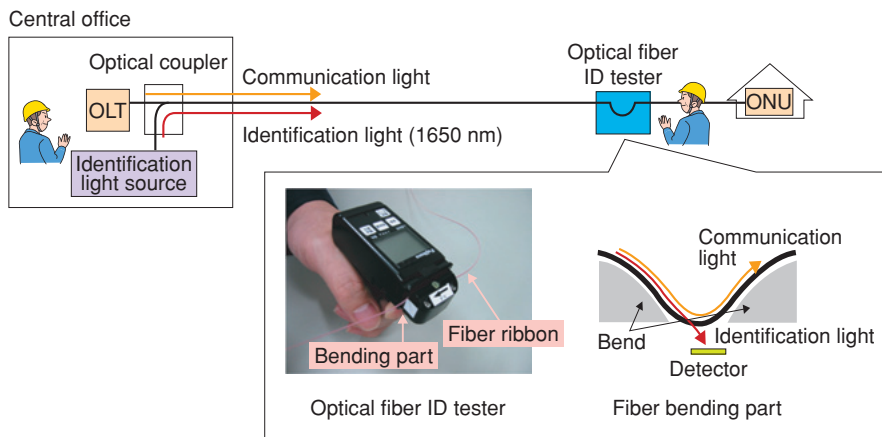 Central office
Optical coupler
OLT
Identification
light source
Communication light
Identification light (1650 nm)
Optical fiber
ID tester
ONU
Bending part
Fiber ribbon
Optical fiber ID tester
Communication
light
Bend
Identification light
Detector
Fiber bending part